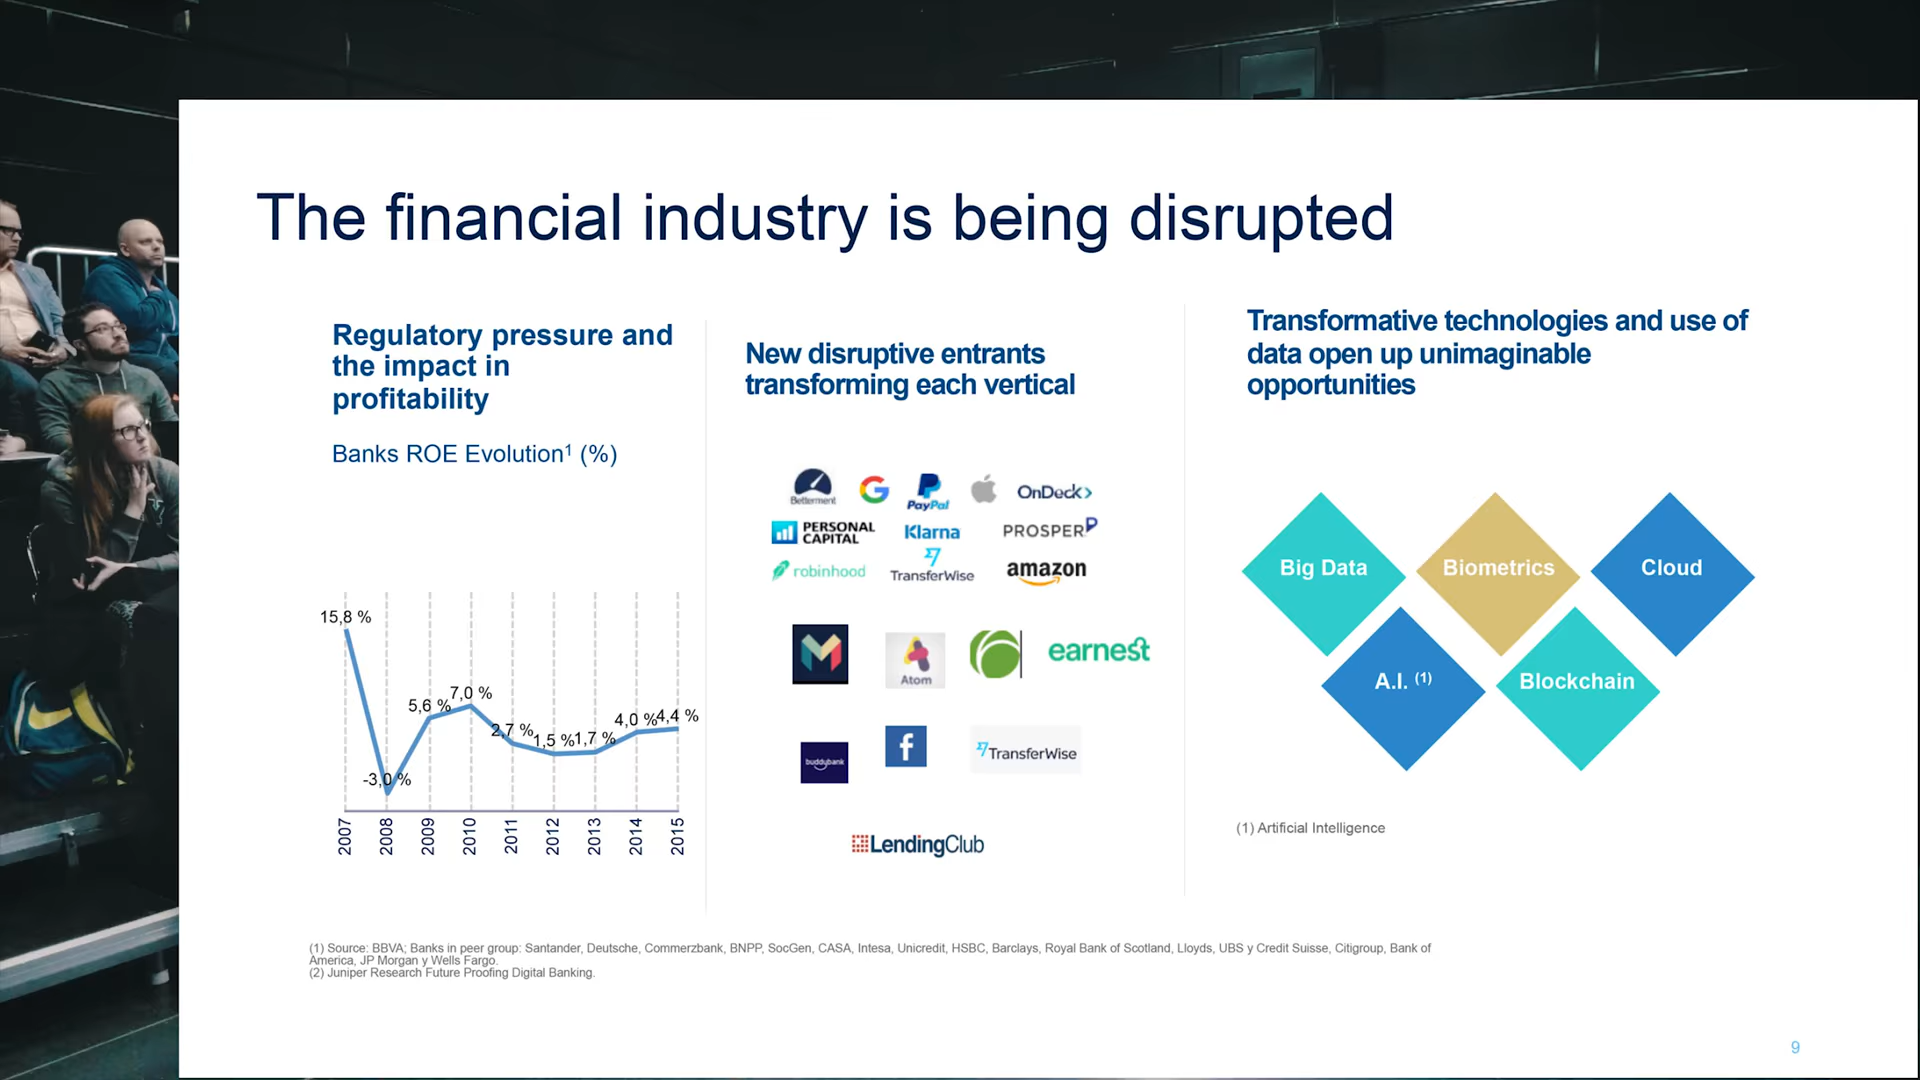 The financial industry is being disrupted
Regulatory pressure and
the impact in
profitability
Banks ROE Evolution¹ (%)
15,8 %
-3,0 %
5,6 %
7,0 %
2,7 %
1,5 %
1,7 %
4,0 %
4,4 %
2007
2008
2009
2010
2011
2012
2013
2014
2015
New disruptive entrants
transforming each vertical
Betterment
G
PayPal
OnDeck
PERSONAL
CAPITAL
Klarna
PROSPER
robinhood
TransferWise
amazon
M
Atom
earnest
buddybank
f
TransferWise
LendingClub
Transformative technologies and use of
data open up unimaginable
opportunities
Big Data
Biometrics
Cloud
A.I. (1)
Blockchain
(1) Artificial Intelligence
(1) Source: BBVA; Banks in peer group: Santander, Deutsche, Commerzbank, BNPP, SocGen, CASA, Intesa, Unicredit, HSBC, Barclays, Royal Bank of Scotland, Lloyds, UBS y Credit Suisse, Citigroup, Bank of
America, JP Morgan y Wells Fargo.
(2) Juniper Research Future Proofing Digital Banking.
9